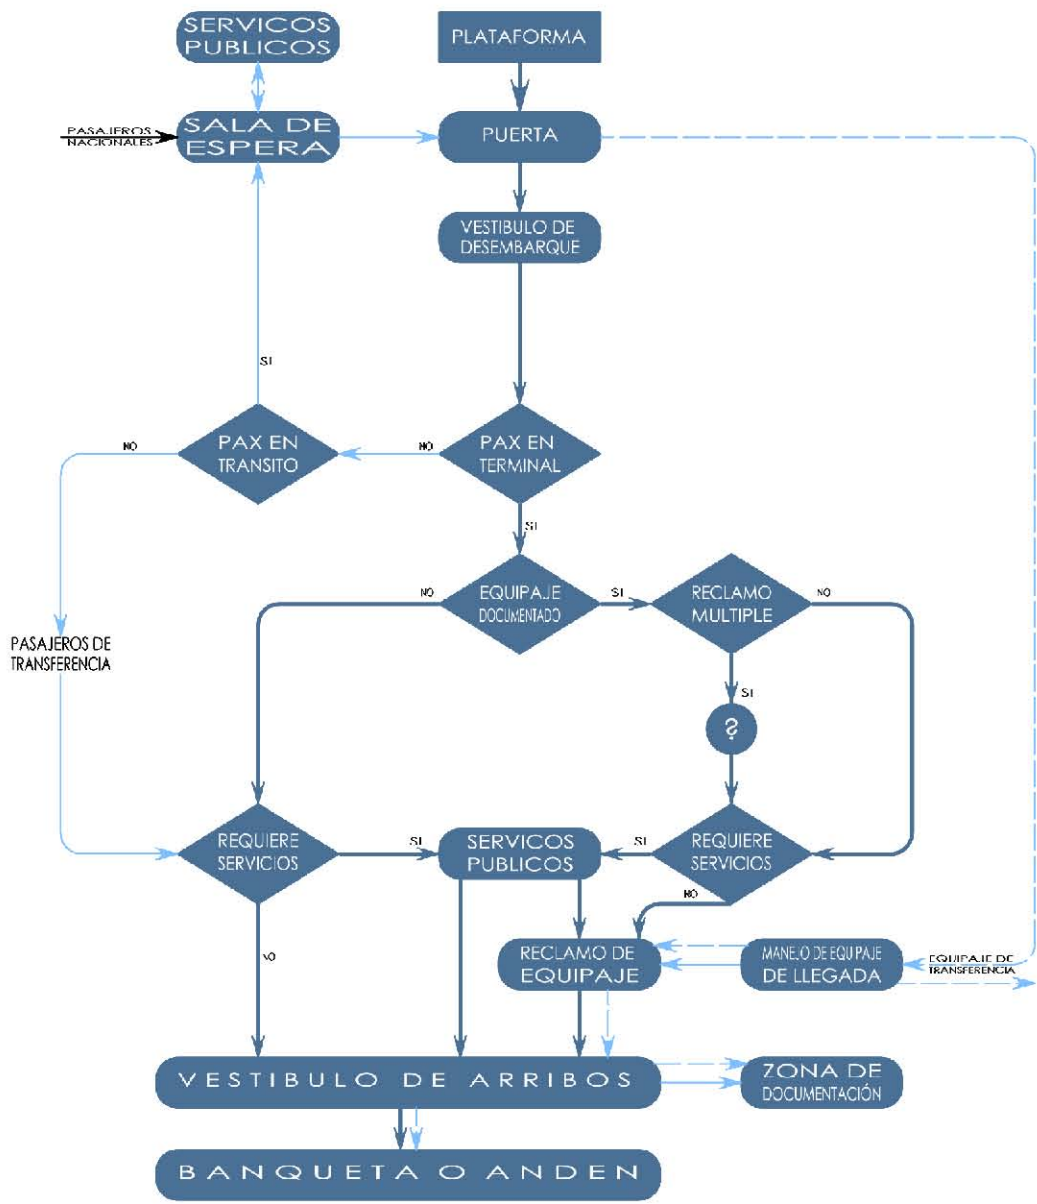 SERVICOS
PUBLICOS
PLATAFORMA
PASAJEROS
NACIONALES
SALA DE
ESPERA
PUERTA
VESTIBULO DE
DESEMBARQUE
SI
PAX EN
TRANSITO
NO
PAX EN
TERMINAL
NO
SI
NO
EQUIPAJE
DOCUMENTADO
SI
RECLAMO
MULTIPLE
NO
PASAJEROS DE
TRANSFERENCIA
SI
?
REQUIERE
SERVICIOS
SI
SERVICOS
PUBLICOS
SI
REQUIERE
SERVICIOS
NO
NO
RECLAMO DE
EQUIPAJE
MANEJO DE EQUIPAJE
DE LLEGADA
EQUIPAJE DE
TRANSFERENCIA
VESTIBULO DE ARRIBOS
ZONA DE
DOCUMENTACIÓN
BANQUETA O ANDEN